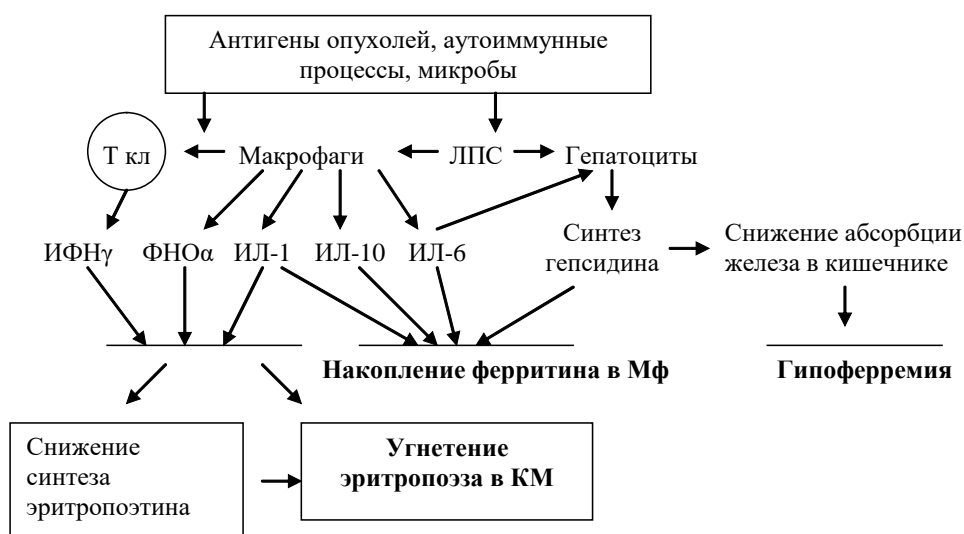 Антигены опухолей, аутоиммунные
процессы, микробы
Т кл
Макрофаги
ЛПС
Гепатоциты
ИФНγ
ФНОα
ИЛ-1
ИЛ-10
ИЛ-6
Синтез
гепсидина
Снижение абсорбции
железа в кишечнике
Накопление ферритина в Мф
Гипоферремия
Снижение
синтеза
эритропоэтина
Угнетение
эритропоэза в КМ